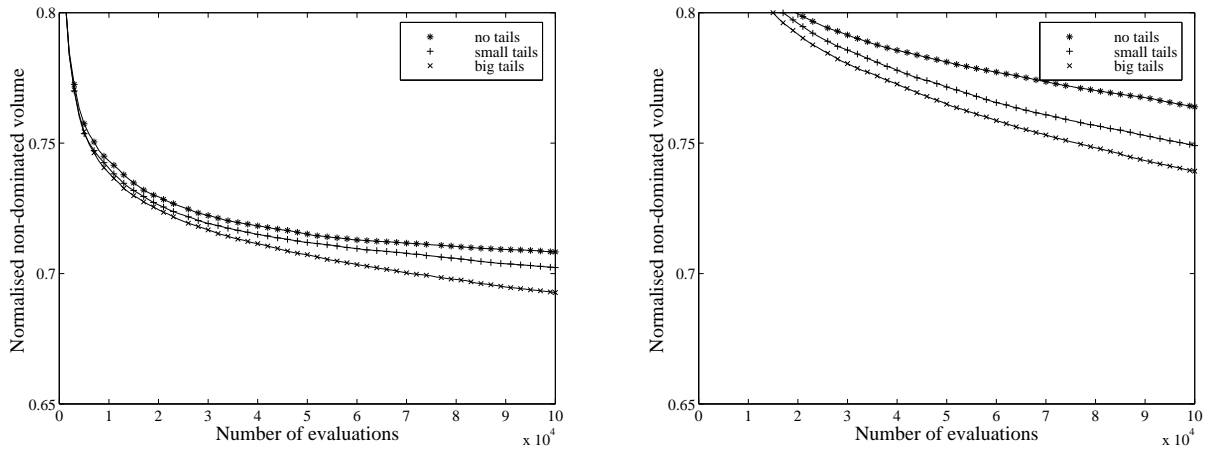 0.8
0.75
0.7
0.65
Normalised non-dominated volume
no tails
small tails
big tails
0 1 2 3 4 5 6 7 8 9 10
Number of evaluations
x 10^4
0.8
0.75
0.7
0.65
Normalised non-dominated volume
no tails
small tails
big tails
0 1 2 3 4 5 6 7 8 9 10
Number of evaluations
x 10^4